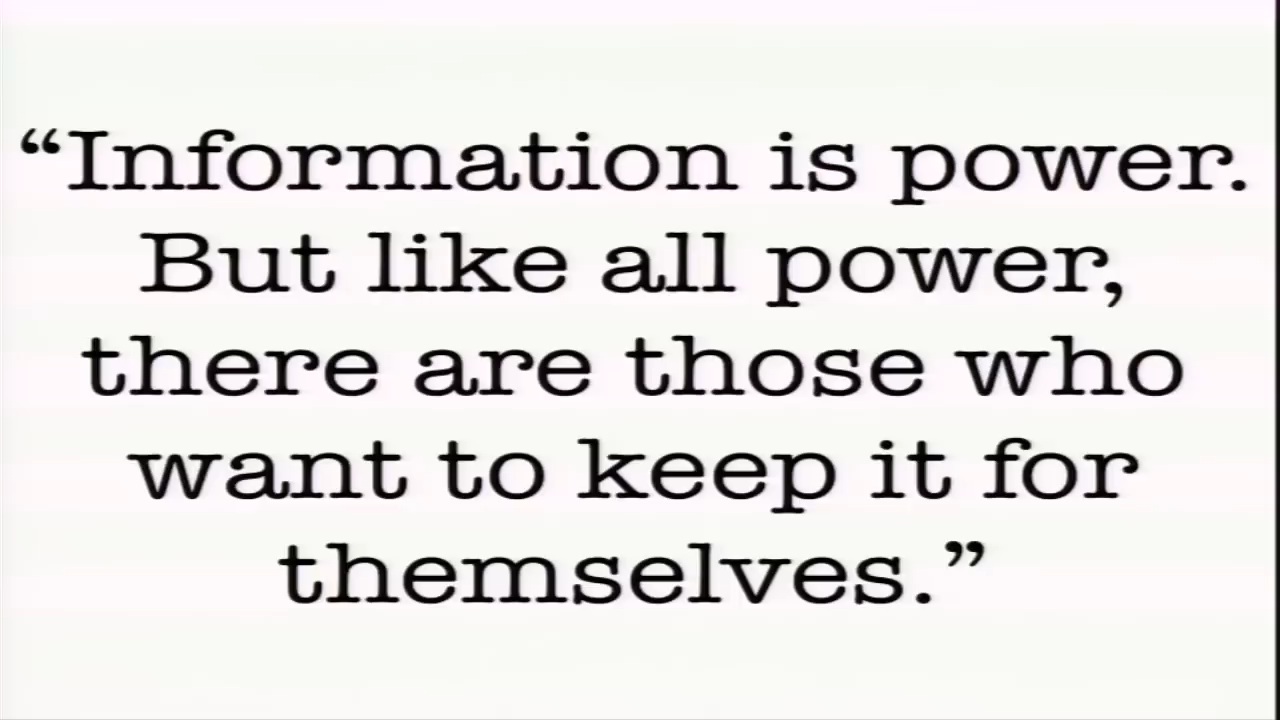 “Information is power.
But like all power,
there are those who
want to keep it for
themselves.”